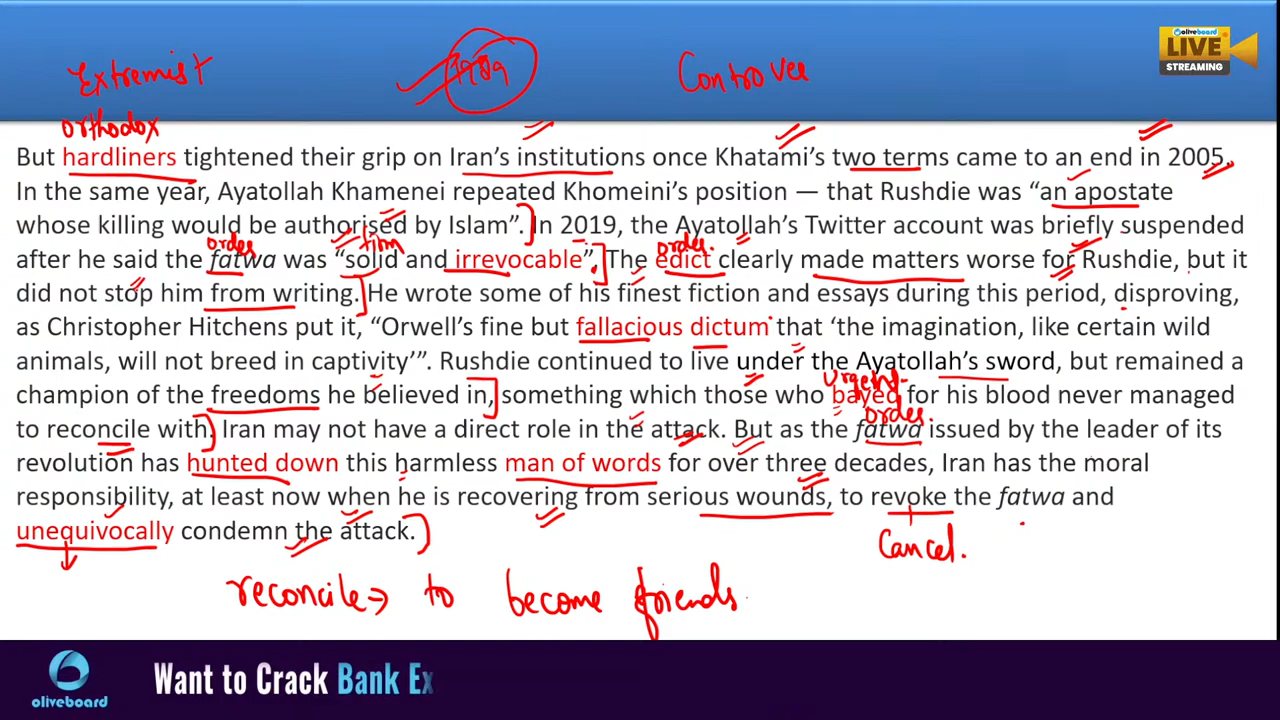 oliveboard
LIVE
STREAMING
Extremist
1989
Controve
orthodox
But hardliners tightened their grip on Iran’s institutions once Khatami’s two terms came to an end in 2005.
In the same year, Ayatollah Khamenei repeated Khomeini’s position — that Rushdie was “an apostate
whose killing would be authorised by Islam”. In 2019, the Ayatollah’s Twitter account was briefly suspended
order firm order.
after he said the fatwa was “solid and irrevocable”. The edict clearly made matters worse for Rushdie, but it
did not stop him from writing. He wrote some of his finest fiction and essays during this period, disproving,
as Christopher Hitchens put it, “Orwell’s fine but fallacious dictum that ‘the imagination, like certain wild
animals, will not breed in captivity’”. Rushdie continued to live under the Ayatollah’s sword, but remained a
champion of the freedoms he believed in, something which those who bayed for his blood never managed
order.
to reconcile with. Iran may not have a direct role in the attack. But as the fatwa issued by the leader of its
revolution has hunted down this harmless man of words for over three decades, Iran has the moral
responsibility, at least now when he is recovering from serious wounds, to revoke the fatwa and
unequivocally condemn the attack.
Cancel.
reconcile => to become friends.
oliveboard
Want to Crack Bank Ex